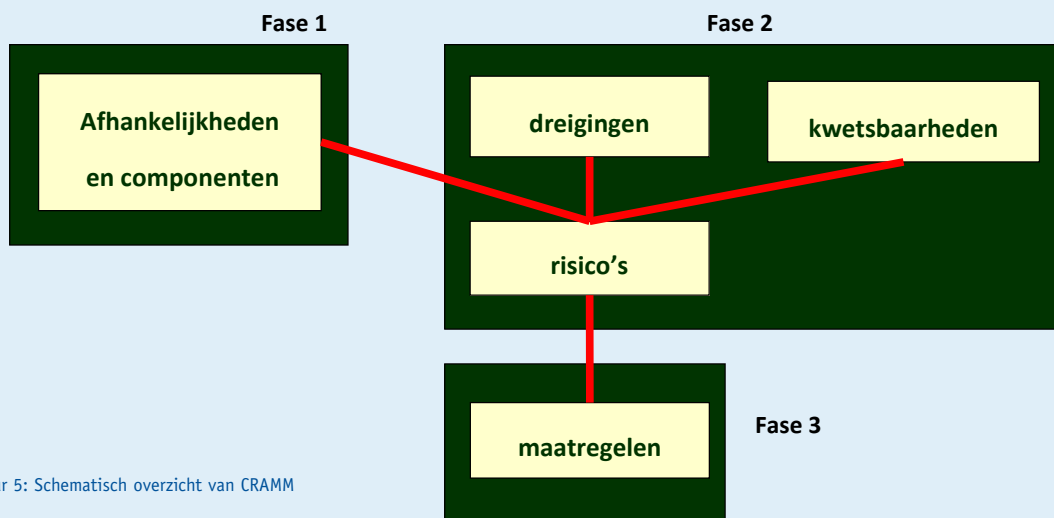 Fase 1
Fase 2
Afhankelijkheden
en componenten
dreigingen
kwetsbaarheden
risico's
maatregelen
Fase 3
r 5: Schematisch overzicht van CRAMM